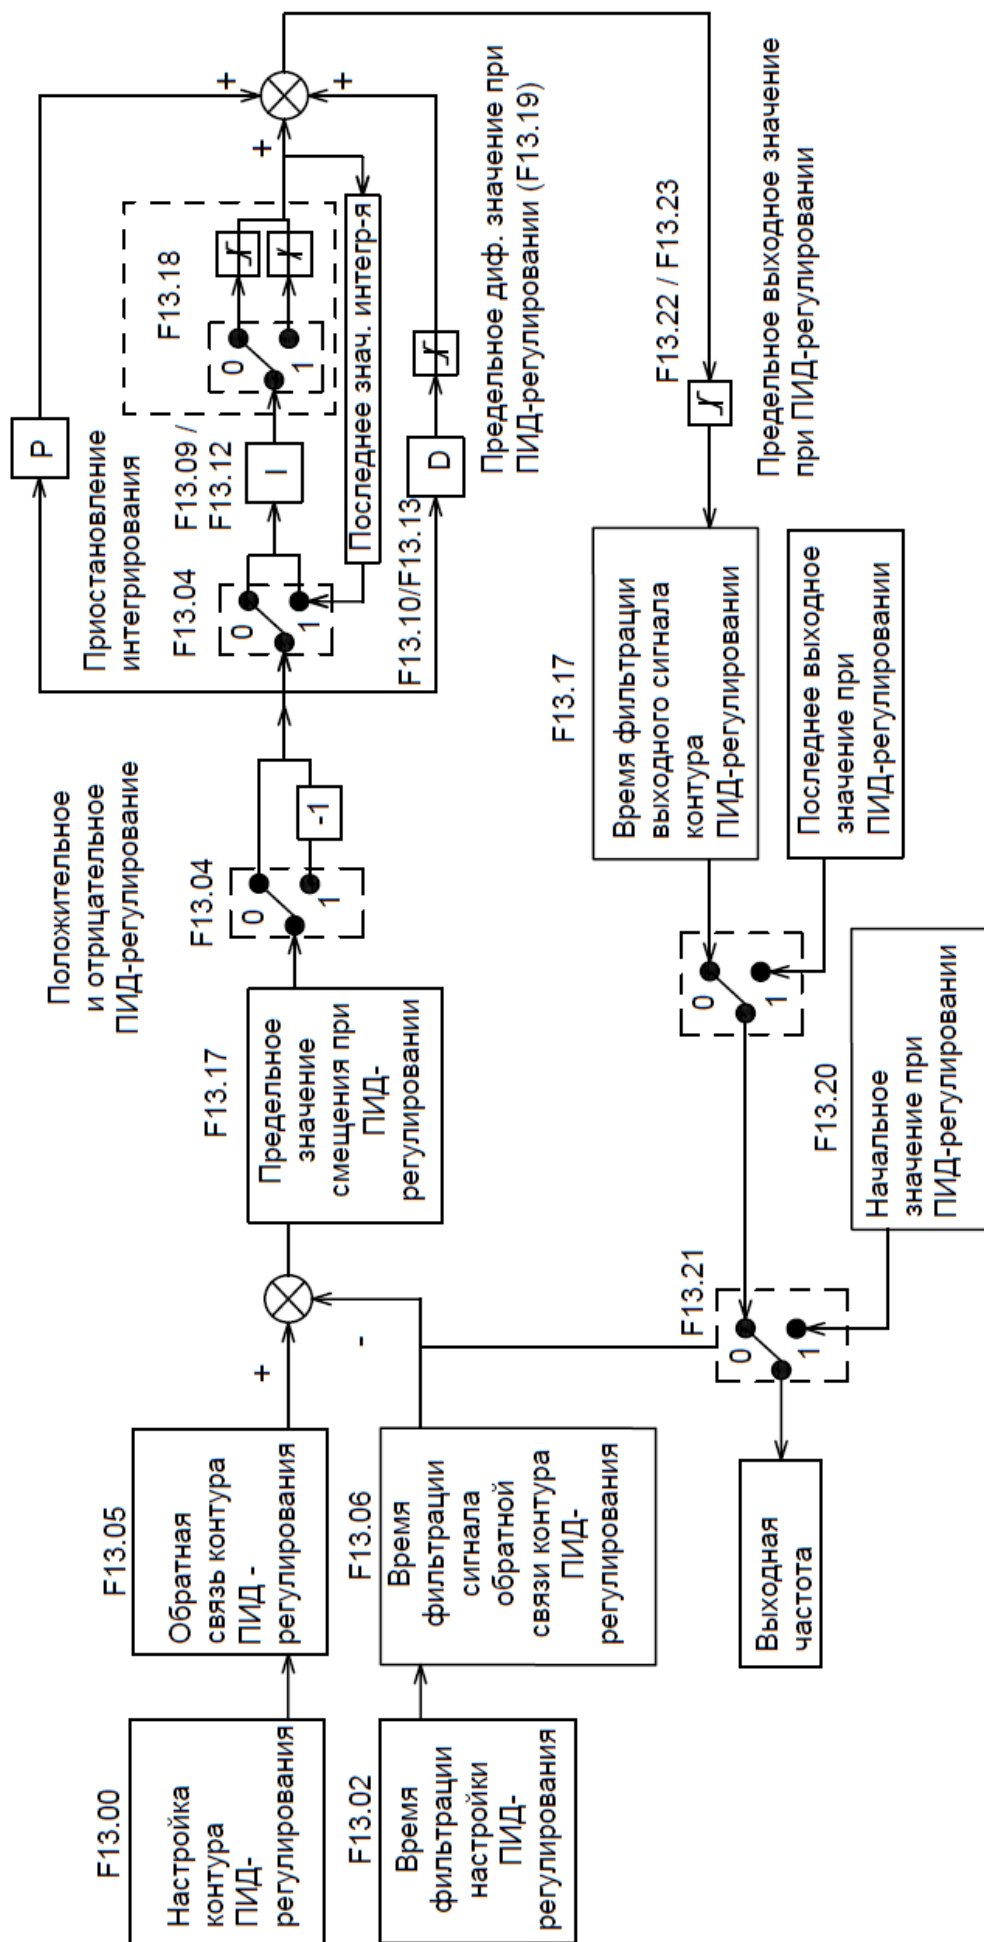 F13.00
Настройка
контура
ПИД-
регулирования
F13.05
Обратная
связь контура
ПИД -
регулирования
+
-
F13.02
Время
фильтрации
настройки
ПИД-
регулирования
F13.06
Время
фильтрации
сигнала
обратной
связи контура
ПИД-
регулирования
F13.17
Предельное
значение
смещения при
ПИД-
регулировании
Положительное
и отрицательное
ПИД-регулирование
F13.04
0
1
-1
Приостановление
интегрирования
F13.04
0
1
P
F13.09 /
F13.12
I
F13.18
0
1
+
+
+
Последнее знач. интегр-я
F13.10/F13.13
D
Предельное диф. значение при
ПИД-регулировании (F13.19)
F13.22 / F13.23
Предельное выходное значение
при ПИД-регулировании
F13.17
Время фильтрации
выходного сигнала
контура
ПИД-регулировании
Последнее выходное
значение при
ПИД-регулировании
0
1
F13.20
Начальное
значение при
ПИД-регулировании
F13.21
0
1
Выходная
частота